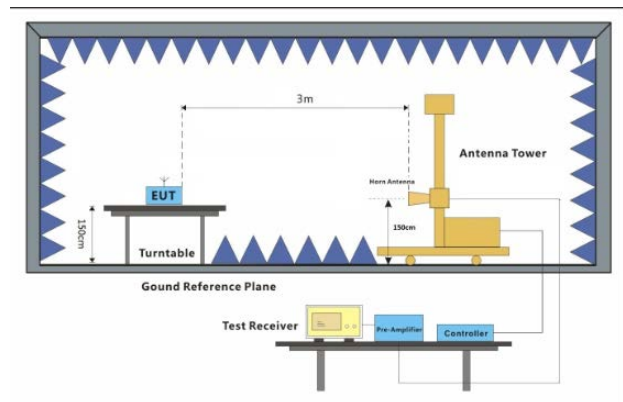 3m
Antenna Tower
Horn Antenna
EUT
150cm
150cm
Turntable
Gound Reference Plane
Test Receiver
Pre-Amplifier
Controller